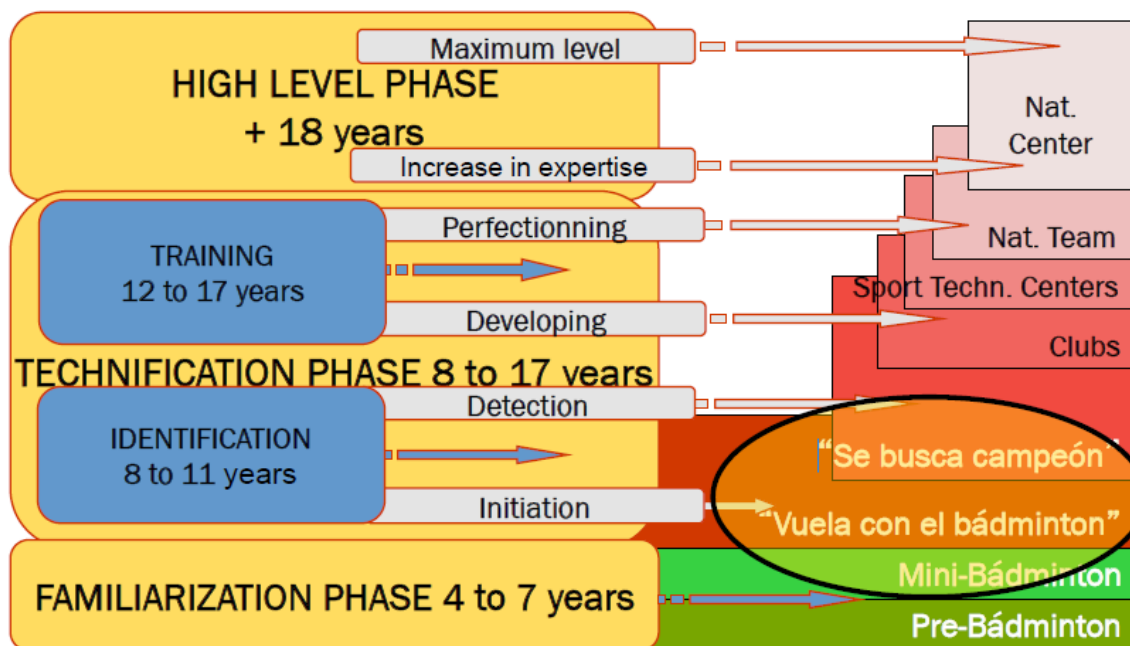 Maximum level
HIGH LEVEL PHASE
+ 18 years
Nat.
Center
Increase in expertise
Perfectionning
TRAINING
12 to 17 years
Nat. Team
Sport Techn. Centers
Developing
Clubs
TECHNIFICATION PHASE 8 to 17 years
Detection
IDENTIFICATION
8 to 11 years
“Se busca campeón”
Initiation
“Vuela con el bádminton”
Mini-Bádminton
FAMILIARIZATION PHASE 4 to 7 years
Pre-Bádminton